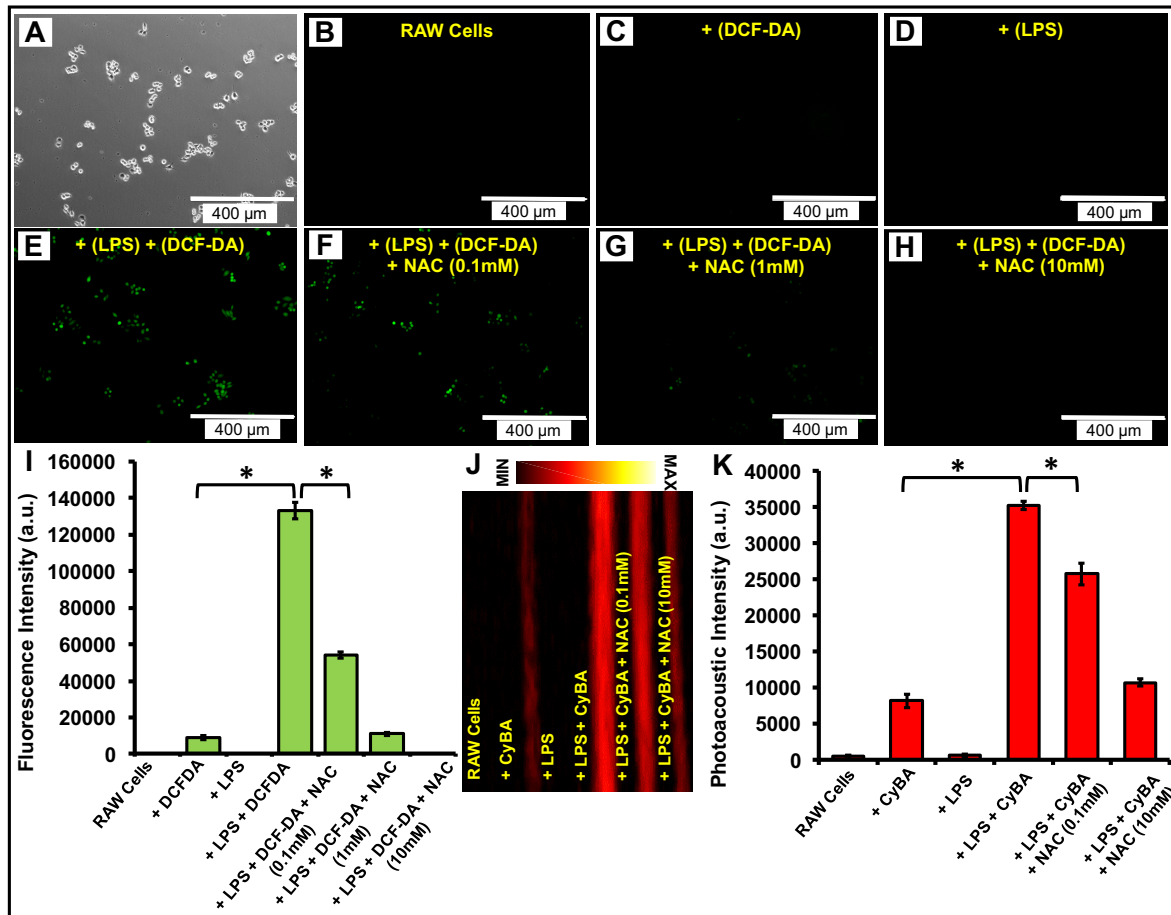 A
400 µm
B
RAW Cells
400 µm
C
+ (DCF-DA)
400 µm
D
+ (LPS)
400 µm
E
+ (LPS) + (DCF-DA)
400 µm
F
+ (LPS) + (DCF-DA)
+ NAC (0.1mM)
400 µm
G
+ (LPS) + (DCF-DA)
+ NAC (1mM)
400 µm
H
+ (LPS) + (DCF-DA)
+ NAC (10mM)
400 µm
I
Fluorescence Intensity (a.u.)
160000
140000
120000
100000
80000
60000
40000
20000
0
*
*
RAW Cells
+ DCFDA
+ LPS
+ LPS + DCFDA
+ LPS + DCF-DA + NAC
(0.1mM)
+ LPS + DCF-DA + NAC
(1mM)
+ LPS + DCF-DA + NAC
(10mM)
J
MIN
MAX
RAW Cells
+ CyBA
+ LPS
+ LPS + CyBA
+ LPS + CyBA + NAC (0.1mM)
+ LPS + CyBA + NAC (10mM)
K
Photoacoustic Intensity (a.u.)
40000
35000
30000
25000
20000
15000
10000
5000
0
*
*
RAW Cells
+ CyBA
+ LPS
+ LPS + CyBA
+ LPS + CyBA
+ NAC (0.1mM)
+ LPS + CyBA
+ NAC (10mM)